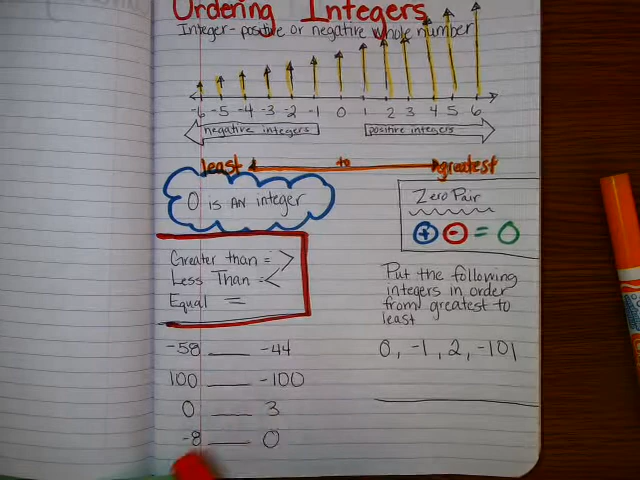 Ordering Integers
Integer- positive or negative whole number
-6 -5 -4 -3 -2 -1 0 1 2 3 4 5 6
negative integers
positive integers
least to greatest
0 is AN integer
Zero Pair
+ - = 0
Greater than = >
Less Than = <
Equal =
Put the following
integers in order
from greatest to
least
0, -1, 2, -101
-58 ___ -44
100 ___ -100
0 ___ 3
-8 ___ 0